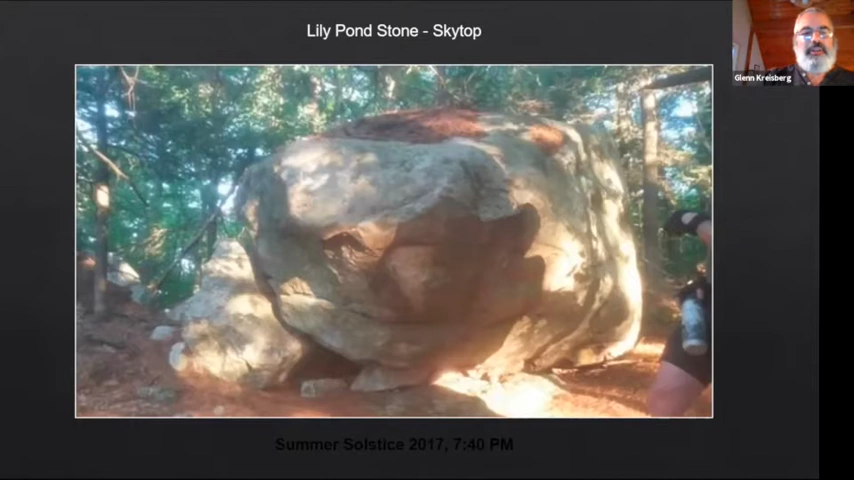 Lily Pond Stone - Skytop
Glenn Kreisberg
Summer Solstice 2017, 7:40 PM